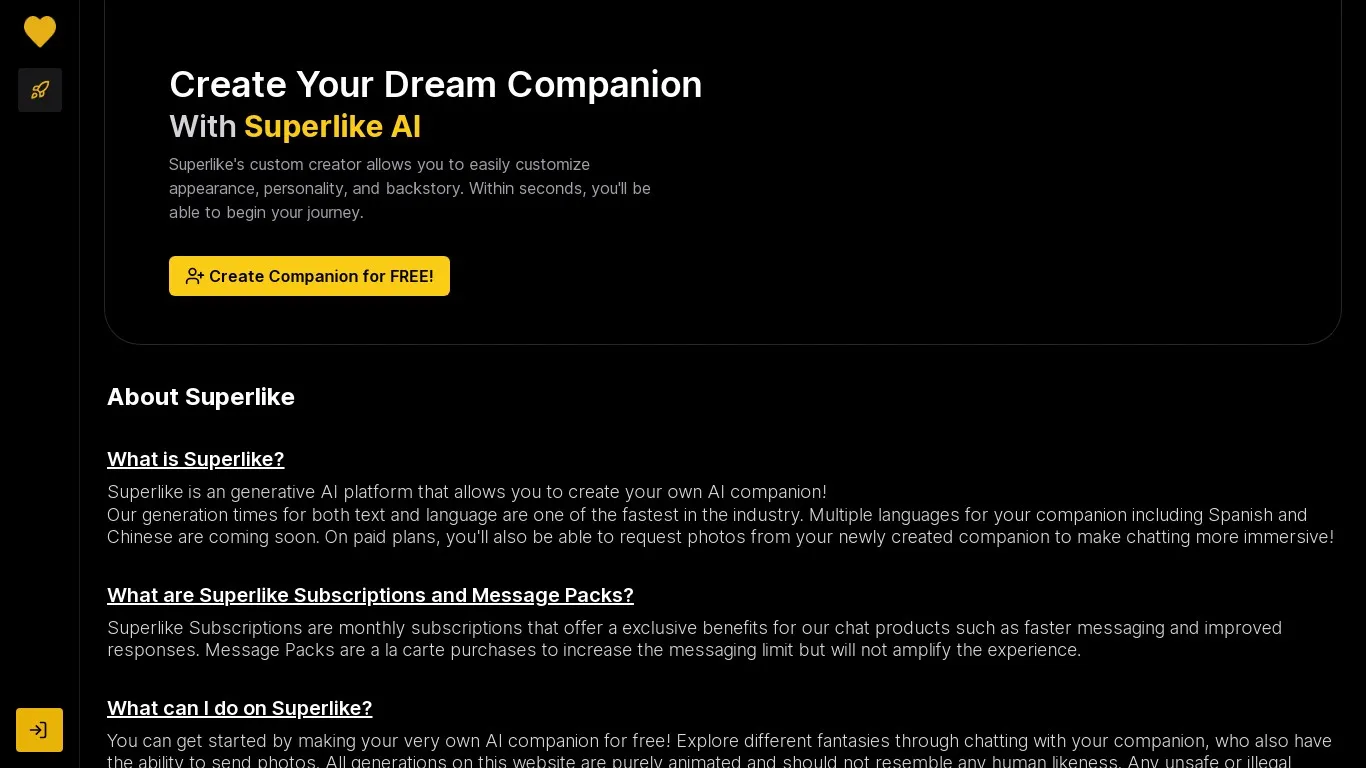 Create Your Dream Companion
With Superlike AI
Superlike's custom creator allows you to easily customize
appearance, personality, and backstory. Within seconds, you'll be
able to begin your journey.
Create Companion for FREE!
About Superlike
What is Superlike?
Superlike is an generative AI platform that allows you to create your own AI companion!
Our generation times for both text and language are one of the fastest in the industry. Multiple languages for your companion including Spanish and
Chinese are coming soon. On paid plans, you'll also be able to request photos from your newly created companion to make chatting more immersive!
What are Superlike Subscriptions and Message Packs?
Superlike Subscriptions are monthly subscriptions that offer a exclusive benefits for our chat products such as faster messaging and improved
responses. Message Packs are a la carte purchases to increase the messaging limit but will not amplify the experience.
What can I do on Superlike?
You can get started by making your very own AI companion for free! Explore different fantasies through chatting with your companion, who also have
the ability to send photos. All generations on this website are purely animated and should not resemble any human likeness. Any unsafe or illegal